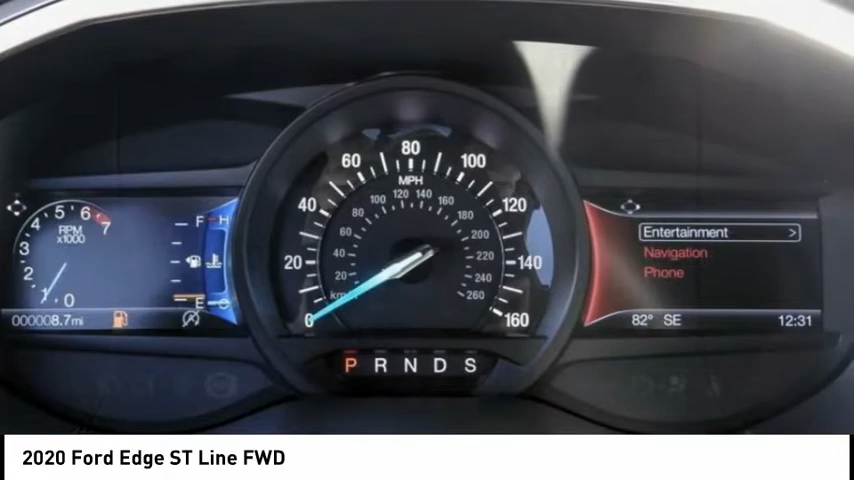 60 80 100
MPH
40 120
20 140
0 160
20 40 60 80 100 120 140 160 180 200 220 240 260
km/h
1 2 3 4 5 6 7
RPM
x1000
0
F H
E C
000008.7 mi
Entertainment >
Navigation
Phone
82° SE 12:31
P R N D S
2020 Ford Edge ST Line FWD